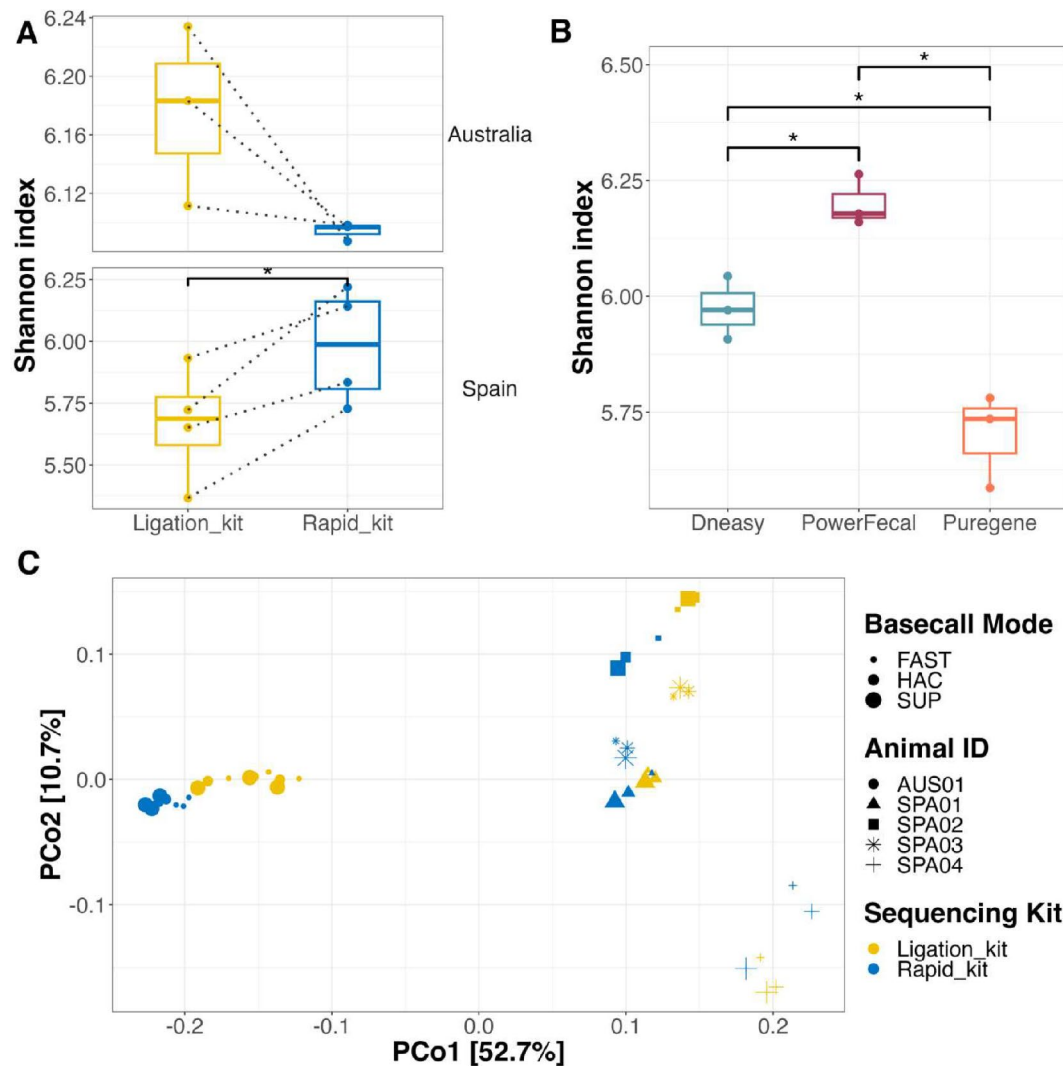 A
Shannon index
6.24
6.20
6.16
6.12
Australia
*
6.25
6.00
5.75
5.50
Spain
Ligation_kit
Rapid_kit
B
Shannon index
6.50
6.25
6.00
5.75
*
*
*
Dneasy
PowerFecal
Puregene
C
PCo2 [10.7%]
0.1
0.0
-0.1
-0.2
-0.1
0.0
0.1
0.2
PCo1 [52.7%]
Basecall Mode
FAST
HAC
SUP
Animal ID
AUS01
SPA01
SPA02
SPA03
SPA04
Sequencing Kit
Ligation_kit
Rapid_kit